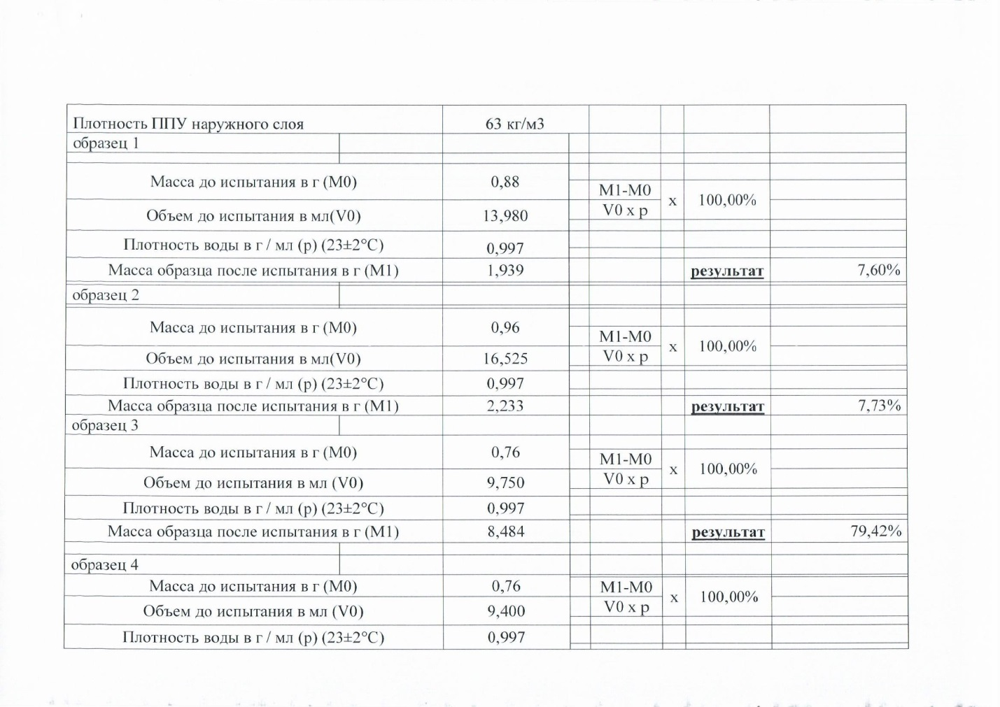 Плотность ППУ наружного слоя 63 кг/м3
образец 1
Масса до испытания в г (М0) 0,88
М1-М0
V0 x p x 100,00%
Объем до испытания в мл(V0) 13,980
Плотность воды в г / мл (р) (23±2°С) 0,997
Масса образца после испытания в г (М1) 1,939 результат 7,60%
образец 2
Масса до испытания в г (М0) 0,96
М1-М0
V0 x p x 100,00%
Объем до испытания в мл(V0) 16,525
Плотность воды в г / мл (р) (23±2°С) 0,997
Масса образца после испытания в г (М1) 2,233 результат 7,73%
образец 3
Масса до испытания в г (М0) 0,76
М1-М0
V0 x p x 100,00%
Объем до испытания в мл (V0) 9,750
Плотность воды в г / мл (р) (23±2°С) 0,997
Масса образца после испытания в г (М1) 8,484 результат 79,42%
образец 4
Масса до испытания в г (М0) 0,76 М1-М0
V0 x p x 100,00%
Объем до испытания в мл (V0) 9,400
Плотность воды в г / мл (р) (23±2°С) 0,997